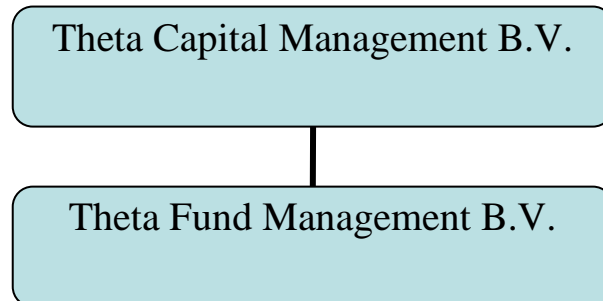 Theta Capital Management B.V.
Theta Fund Management B.V.